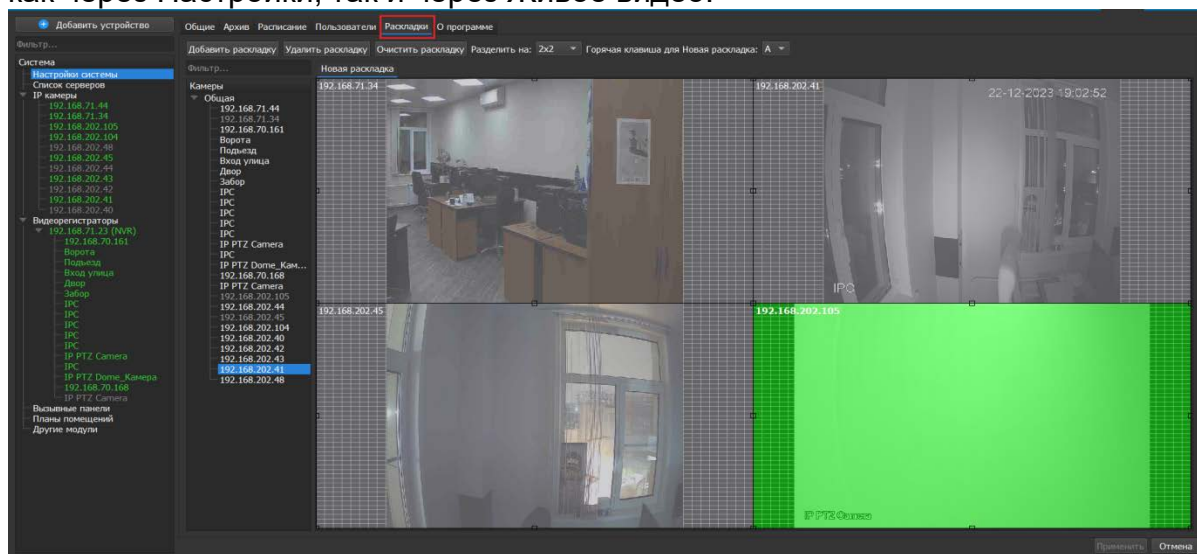 как через Настройки, так и через Живое видео.
Добавить устройство
Общие Архив Расписание Пользователи Раскладки О программе
Фильтр...
Добавить раскладку Удалить раскладку Очистить раскладку Разделить на: 2x2 Горячая клавиша для Новая раскладка: A
Система
Настройки системы
Список серверов
IP камеры
192.168.71.44
192.168.71.34
192.168.202.105
192.168.202.104
192.168.202.48
192.168.202.45
192.168.202.44
192.168.202.43
192.168.202.42
192.168.202.41
192.168.202.40
Видеорегистраторы
192.168.71.23 (NVR)
192.168.70.161
Ворота
Подьезд
Вход улица
Двор
Забор
IPC
IPC
IPC
IPC
IPC
IP PTZ Camera
IPC
IP PTZ Dome_Камера
192.168.70.168
IP PTZ Camera
Вызывные панели
Планы помещений
Другие модули
Фильтр...
Камеры
Общая
192.168.71.44
192.168.71.34
192.168.70.161
Ворота
Подьезд
Вход улица
Двор
Забор
IPC
IPC
IPC
IPC
IPC
IP PTZ Camera
IPC
IP PTZ Dome_Кам...
192.168.70.168
IP PTZ Camera
192.168.202.105
192.168.202.44
192.168.202.45
192.168.202.104
192.168.202.40
192.168.202.42
192.168.202.43
192.168.202.41
192.168.202.48
Новая раскладка
192.168.71.34
192.168.202.41
22-12-2023 19:02:52
IPC
192.168.202.45
192.168.202.105
IP PTZ Camera
Применить Отмена